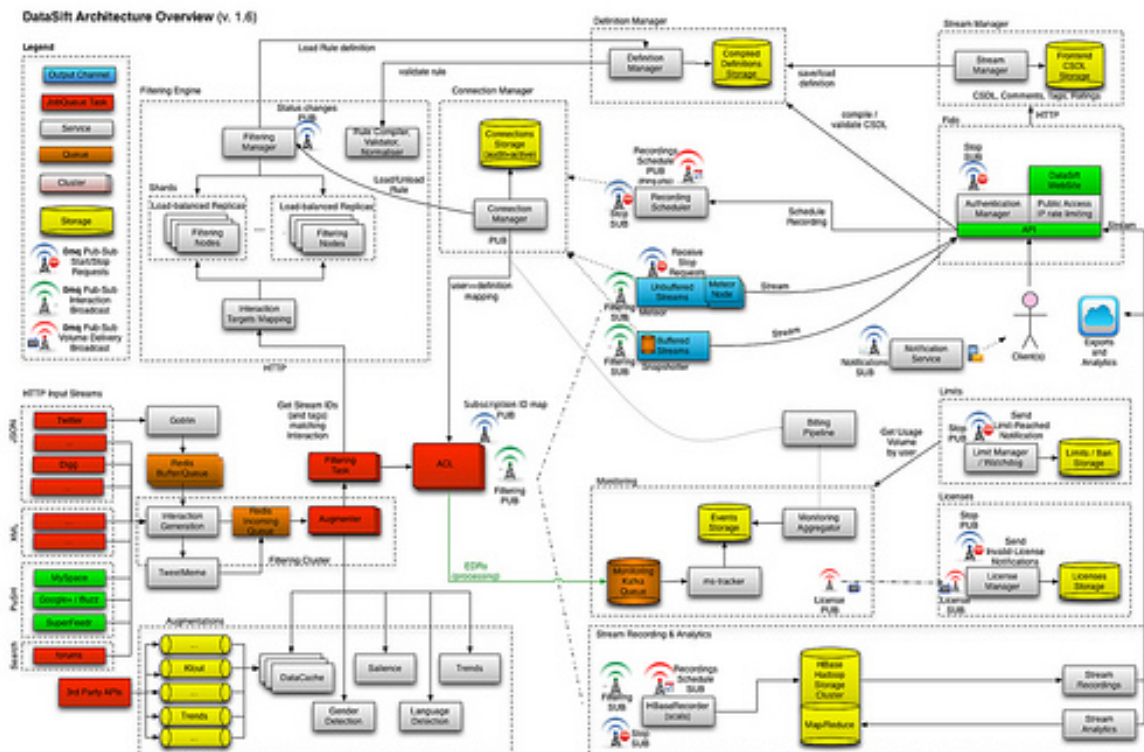 DataSift Architecture Overview (v. 1.6)
Legend
Output Channel
JobQueue Task
Service
Queue
Cluster
Storage
0mq Pub-Sub
Start/Stop
Requests
0mq Pub-Sub
Interaction
Broadcast
0mq Pub-Sub
Volume Delivery
Broadcast
Load Rule definition
validate rule
Filtering Engine
Filtering
Manager
Status changes
PUB
Rule Compiler,
Validator,
Normaliser
Load/Unload
Rule
Shards
Load-balanced Replicas
Filtering
Nodes
...
Load-balanced Replicas
Filtering
Nodes
Interaction
Targets Mapping
HTTP
Connection Manager
Connections
Storage
Connection
Manager
PUB
user==definition
mapping
Definition Manager
Definition
Manager
Compiled
Definitions
Storage
save/load
definition
compile /
validate CSDL
Stream Manager
Stream
Manager
Frontend
CSDL
Storage
CSDL, Comments, Tags, Ratings
HTTP
Stop
SUB
DataSift
WebSite
Authentication
Manager
Public Access
IP rate limiting
API
Stream
Recordings
Schedule
PUB
Stop
SUB
Recording
Scheduler
Schedule
Recording
Receive
Stop
Requests
Filtering
SUB
Unbuffered
Streams
Meteor
Node
Meteor
Stream
Filtering
SUB
Buffered
Streams
Snapshotter
Stream
Notifications
SUB
Notification
Service
Client(s)
Exports
and
Analytics
HTTP Input Streams
JSON
Twitter
...
Digg
...
XML
...
...
MySpace
Google+ / Buzz
SuperFeedr
Search
forums
3rd Party APIs
Redis
BufferQueue
Interaction
Generation
TweetMeme
Redis
Incoming
Queue
Augmenter
Filtering Cluster
Filtering
Task
Get Stream IDs
(and tags)
matching
Interaction
Subscription ID map
PUB
Filtering
PUB
EDRs
(processing)
Augmentations
...
Klout
...
Trends
...
DataCache
Gender
Detection
Salience
Language
Detection
Trends
Billing
Pipeline
Get Usage
Volume
by user
Monitoring
Events
Storage
Monitoring
Aggregator
Monitoring
Kafka
Queue
ms-tracker
License
PUB
Limits
Stop
PUB
Send
Limit-Reached
Notification
Limit Manager
/ Watchdog
Limits / Ban
Storage
Licenses
Stop
PUB
Send
Invalid-License
Notifications
License
SUB
License
Manager
Licenses
Storage
Stream Recording & Analytics
Filtering
SUB
Recordings
Schedule
SUB
HBaseRecorder
(scala)
Stop
SUB
HBase
Hadoop
Storage
Cluster
Map/Reduce
Stream
Recordings
Stream
Analytics